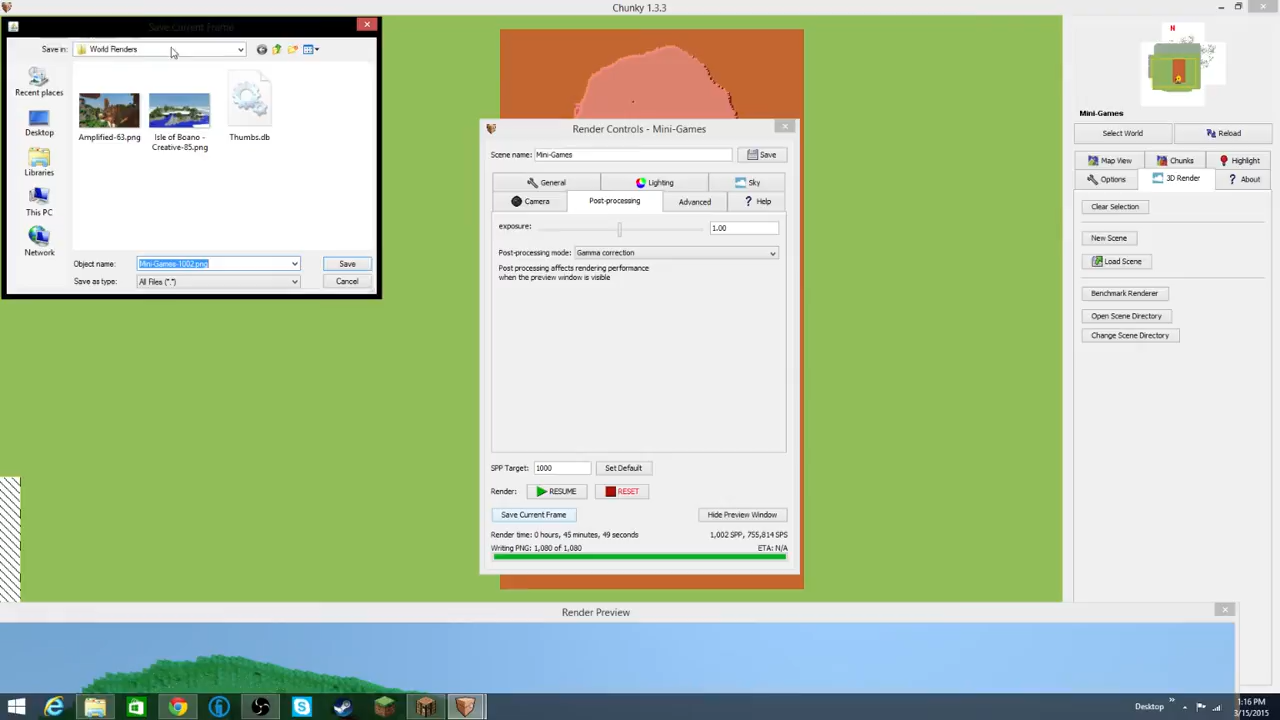 Chunky 1.3.3
Save Current Frame
Save in:
World Renders
Recent places
Desktop
Libraries
This PC
Network
Amplified-63.png
Isle of Boano -
Creative-85.png
Thumbs.db
Object name:
Mini-Games-1002.png
Save
Save as type:
All Files (*.*)
Cancel
Render Controls - Mini-Games
Scene name:
Mini-Games
Save
General
Lighting
Sky
Camera
Post-processing
Advanced
? Help
exposure:
1.00
Post-processing mode:
Gamma correction
Post processing affects rendering performance
when the preview window is visible
SPP Target:
1000
Set Default
Render:
RESUME
RESET
Save Current Frame
Hide Preview Window
Render time: 0 hours, 45 minutes, 49 seconds
1,002 SPP, 755,814 SPS
Writing PNG: 1,080 of 1,080
ETA: N/A
N
Mini-Games
Select World
Reload
Map View
Chunks
Highlight
Options
3D Render
? About
Clear Selection
New Scene
Load Scene
Benchmark Renderer
Open Scene Directory
Change Scene Directory
Render Preview
Desktop
1:16 PM
3/15/2015